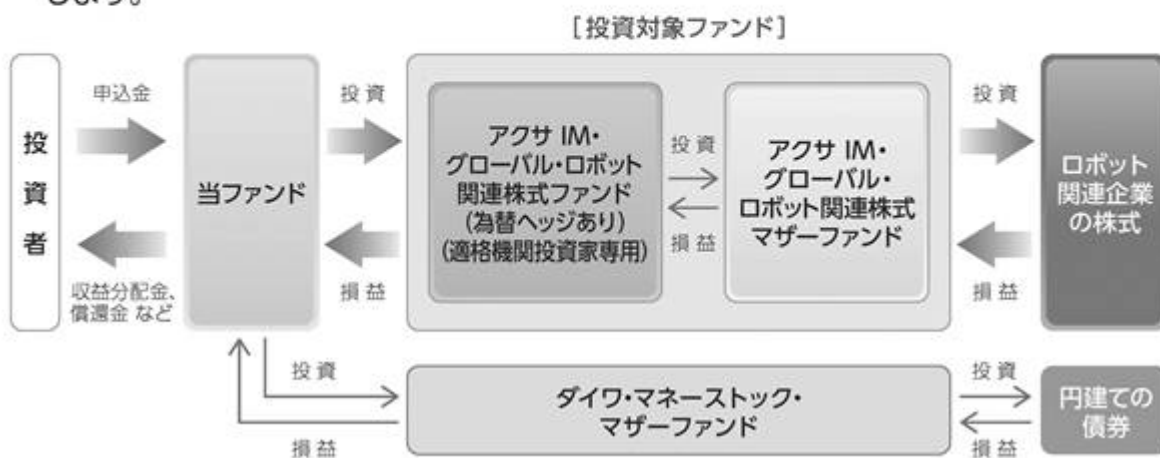 します。
[投資対象ファンド]
投資者
申込金
収益分配金、
償還金 など
当ファンド
投資
損益
アクサ IM・
グローバル・ロボット
関連株式ファンド
(為替ヘッジあり)
(適格機関投資家専用)
投資
損益
アクサ IM・
グローバル・
ロボット関連株式
マザーファンド
投資
損益
ロボット
関連企業
の株式
投資
損益
ダイワ・マネーストック・
マザーファンド
投資
損益
円建ての
債券